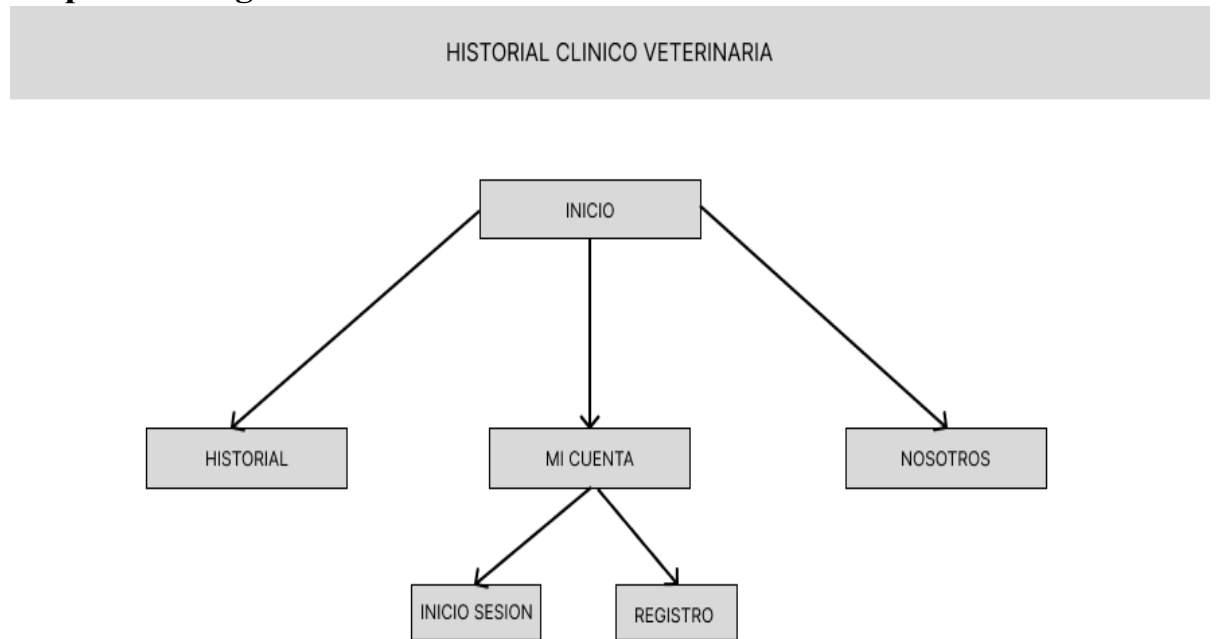 HISTORIAL CLINICO VETERINARIA
INICIO
HISTORIAL
MI CUENTA
NOSOTROS
INICIO SESION
REGISTRO